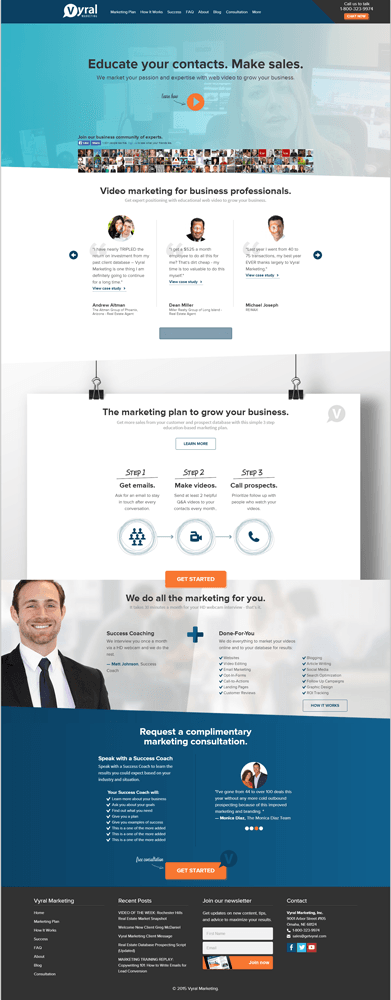 Vyral
MARKETING
Marketing Plan How It Works Success FAQ About Blog Consultation More
Call us to talk
1-800-323-9974
START NOW
Educate your contacts. Make sales.
We market your passion and expertise with web video to grow your business.
Join our business community of experts.
Video marketing for business professionals.
Get expert positioning with educational web video to grow your business.
"I have nearly TRIPLED the
return on investment from my
past client database — Vyral
Marketing is one thing I am
definitely going to continue
for a long time."
View case study
Andrew Altman
Arizona - Real Estate Agent
"I get a $525 a month
employee to do all this for
me? That's dirt cheap - my
time is too valuable to do this
myself."
View case study
Dean Miller
Miller Realty Group of Long Island
- Real Estate Agent
"Last year I went from 40 to
75 transactions, my best year
EVER thanks largely to Vyral
Marketing."
View case study
Michael Joseph
RE/MAX
The marketing plan to grow your business.
Get more sales from your customer and prospect database with this simple 3 step
education-based marketing plan.
LEARN MORE
STEP 1
Get emails.
Ask for an email to stay
in touch after every
conversation
STEP 2
Make videos.
Send at least 2 helpful
Q&A videos to your
contacts every month.
STEP 3
Call prospects.
Prioritize follow up with
people who watch your
videos.
GET STARTED
We do all the marketing for you.
It takes 30 minutes a month for your HD webcam interview - that's it.
Success Coaching
We interview you once a month
via a HD webcam and we do the
rest.
— Matt Johnson, Success
Coach
Done-For-You
We do everything to market your videos
online and to your database for results.
Websites
Video Editing
Email Marketing
Opt-In Forms
Call-to-Actions
Landing Pages
Customer Reviews
Blogging
Article Writing
Social Media
Search Optimization
Follow-Up Campaigns
Graphic Design
ROI Tracking
HOW IT WORKS
Request a complimentary
marketing consultation.
Speak with a Success Coach
Speak with a Success Coach to learn the
results you could expect based on your
industry and situation.
Your Success Coach will:
Learn more about your business
Ask you about your goals
Find out what you need
Give you a plan
Give you examples of success
This is a one of the more added
This is a one of the more added
This is a one of the more added
"I've gone from 44 to over 100 deals this
year without any more cold outbound
prospecting because of this improved
marketing and branding. "
— Monica Diaz, The Monica Diaz Team
free consultation
GET STARTED
Vyral Marketing
Home
Marketing Plan
How It Works
Success
FAQ
About
Blog
Consultation
Recent Posts
VIDEO OF THE WEEK: Rochester Hills
Real Estate Market Snapshot
Welcome New Client Greg McDaniel
Vyral Marketing Client Message
Real Estate Database Prospecting Script
(Updated)
MARKETING TRAINING REPLAY:
Copywriting 101: How to Write Emails for
Lead Conversion
Join our newsletter
Get updates on new content, tips,
and advice to maximize your results.
First Name
E-mail
Join now
Contact
Vyral Marketing, Inc.
Omaha, NE 68124
1-800-323-9974
sales@getvyral.com
© 2015 Vyral Marketing